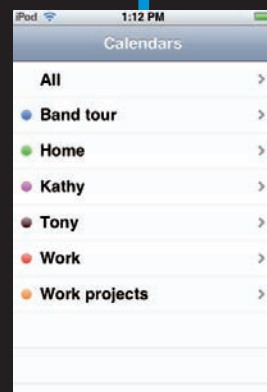 iPod 1:12 PM
Calendars
All
Band tour
Home
Kathy
Tony
Work
Work projects